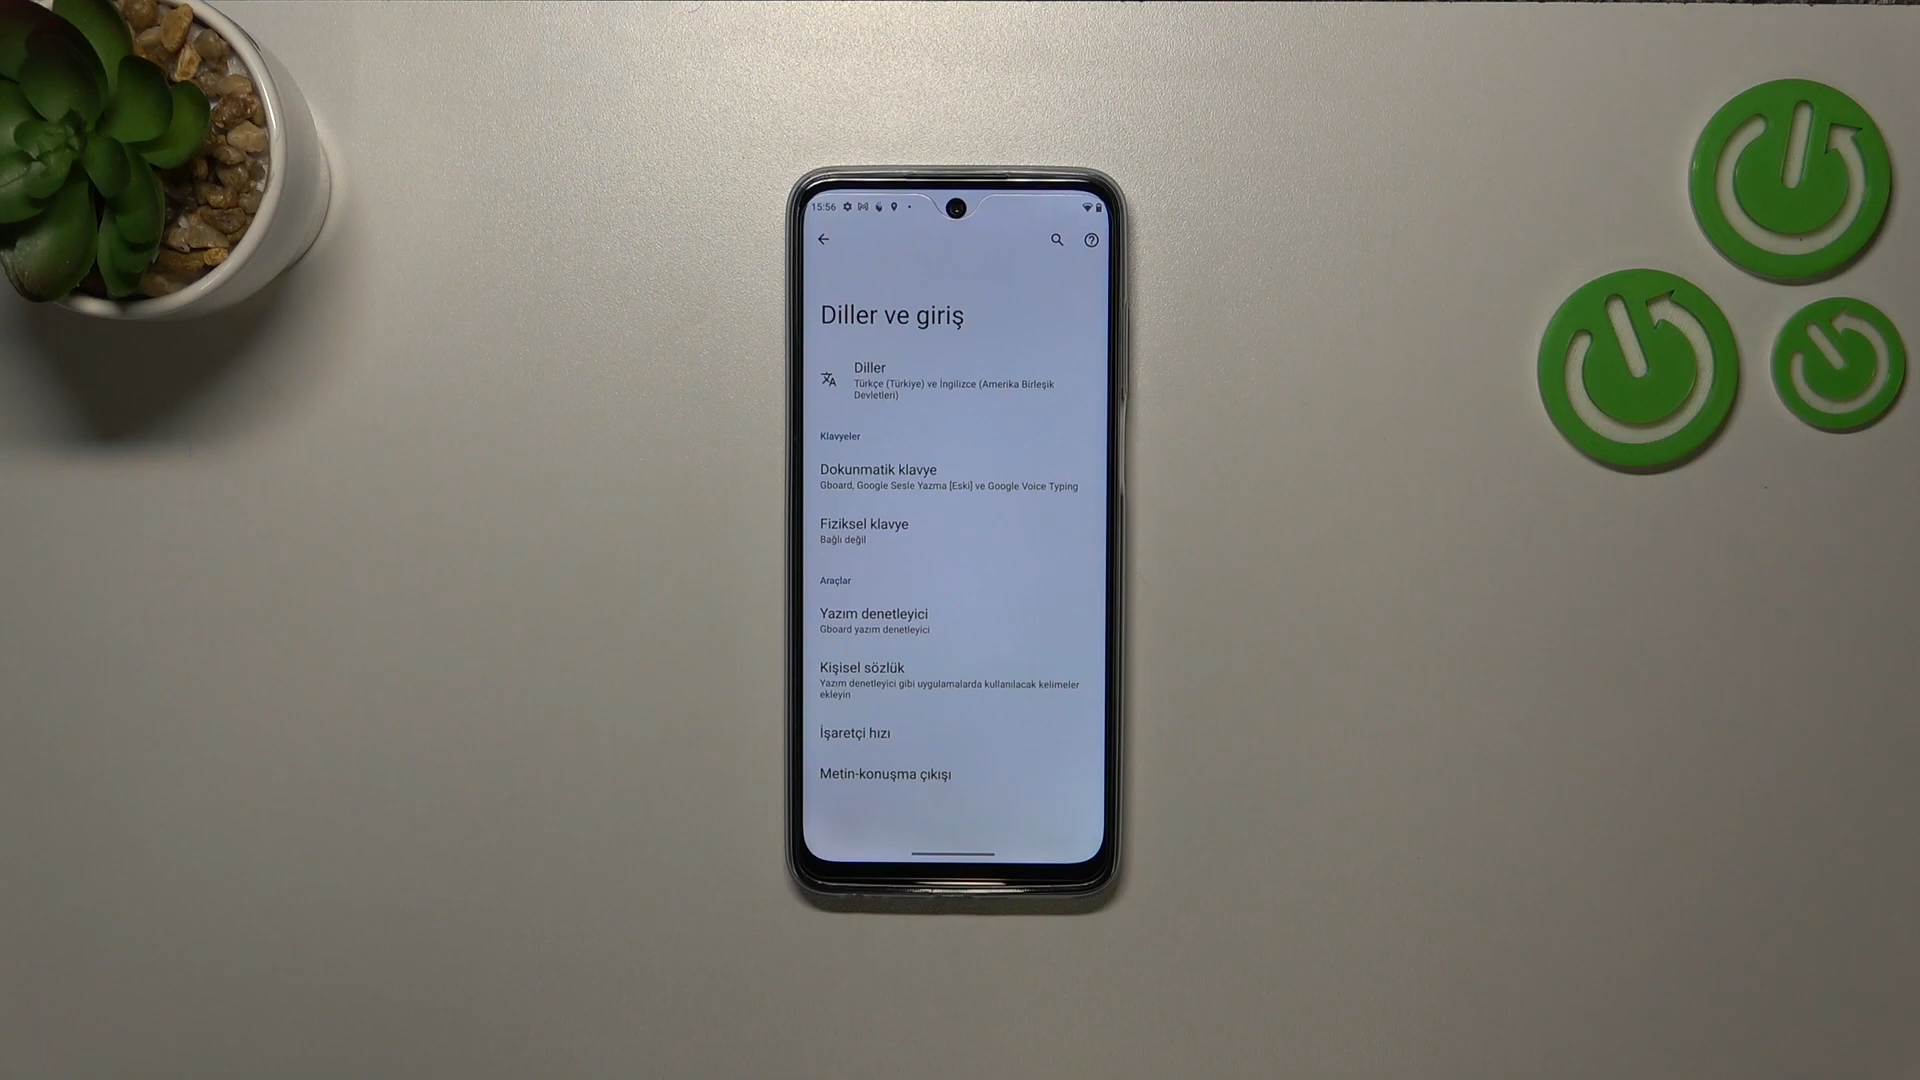 15:56
Diller ve giriş
Diller
Türkçe (Türkiye) ve İngilizce (Amerika Birleşik
Devletleri)
Klavyeler
Dokunmatik klavye
Gboard, Google Sesle Yazma [Eski] ve Google Voice Typing
Fiziksel klavye
Bağlı değil
Araçlar
Yazım denetleyici
Gboard yazım denetleyici
Kişisel sözlük
Yazım denetleyici gibi uygulamalarda kullanılacak kelimeler
ekleyin
İşaretçi hızı
Metin-konuşma çıkışı